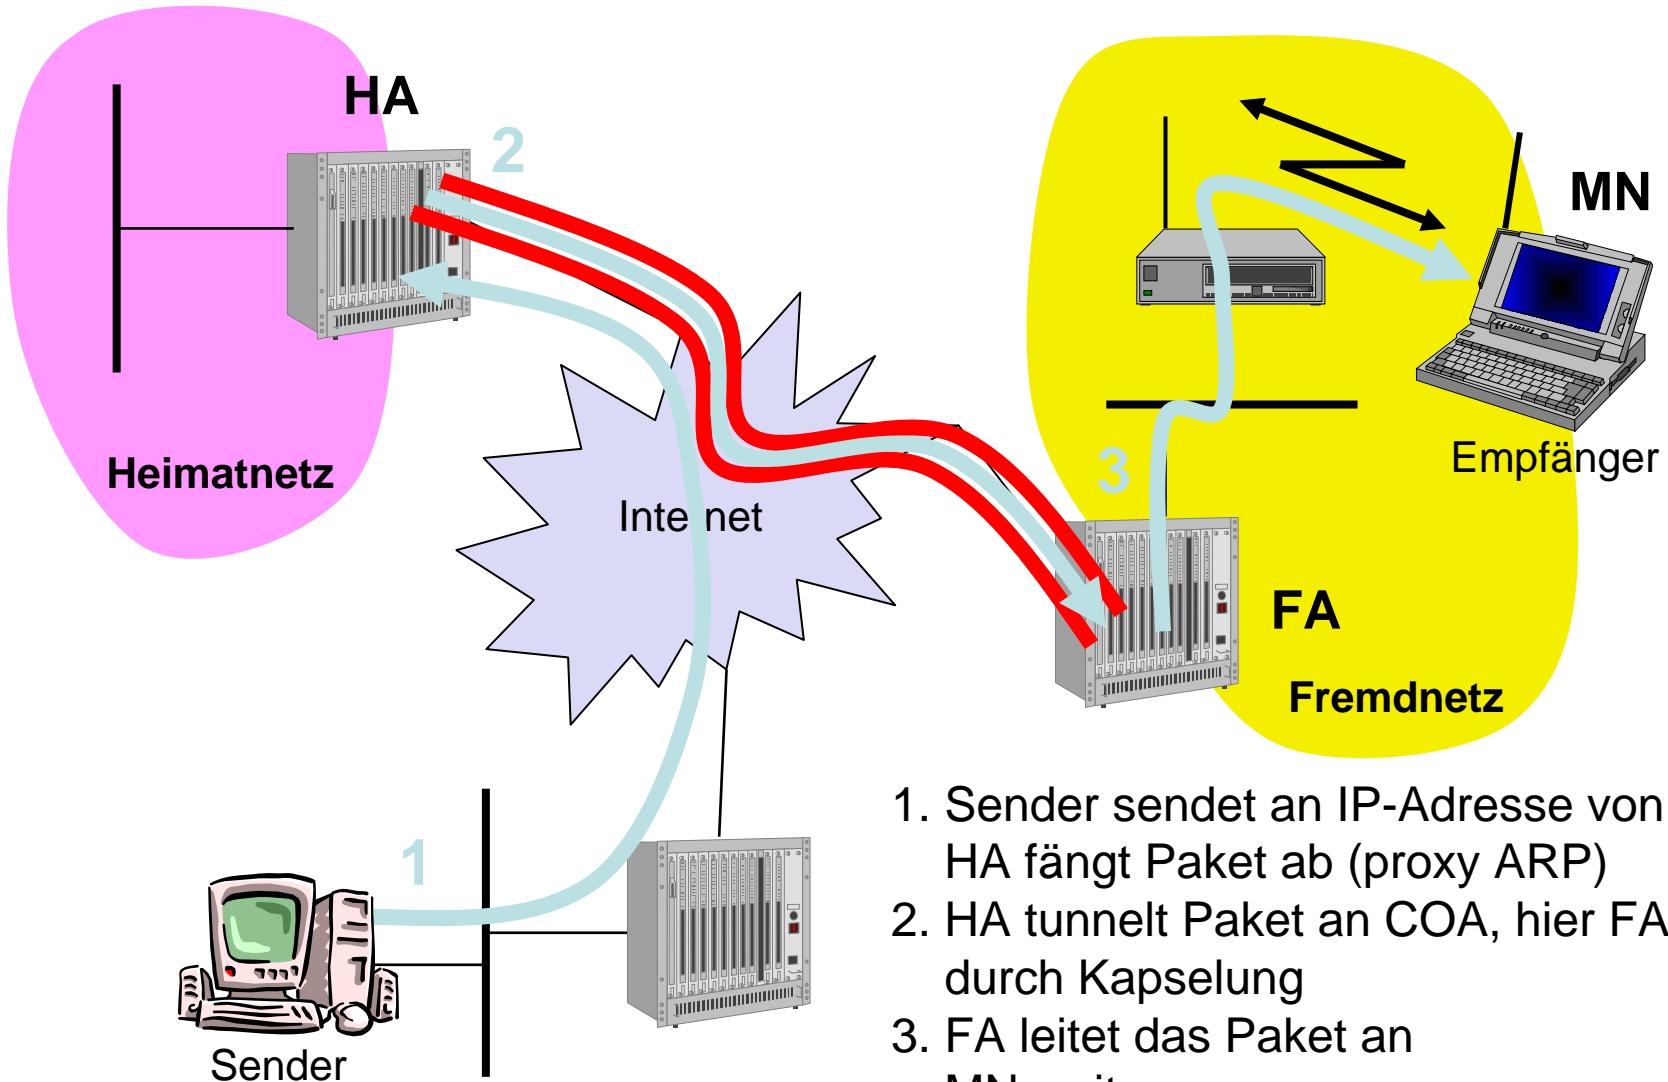 HA
2
MN
Heimatnetz
3
Empfänger
Internet
FA
Fremdnetz
1
Sender
1. Sender sendet an IP-Adresse von
HA fängt Paket ab (proxy ARP)
2. HA tunnelt Paket an COA, hier FA
durch Kapselung
3. FA leitet das Paket an